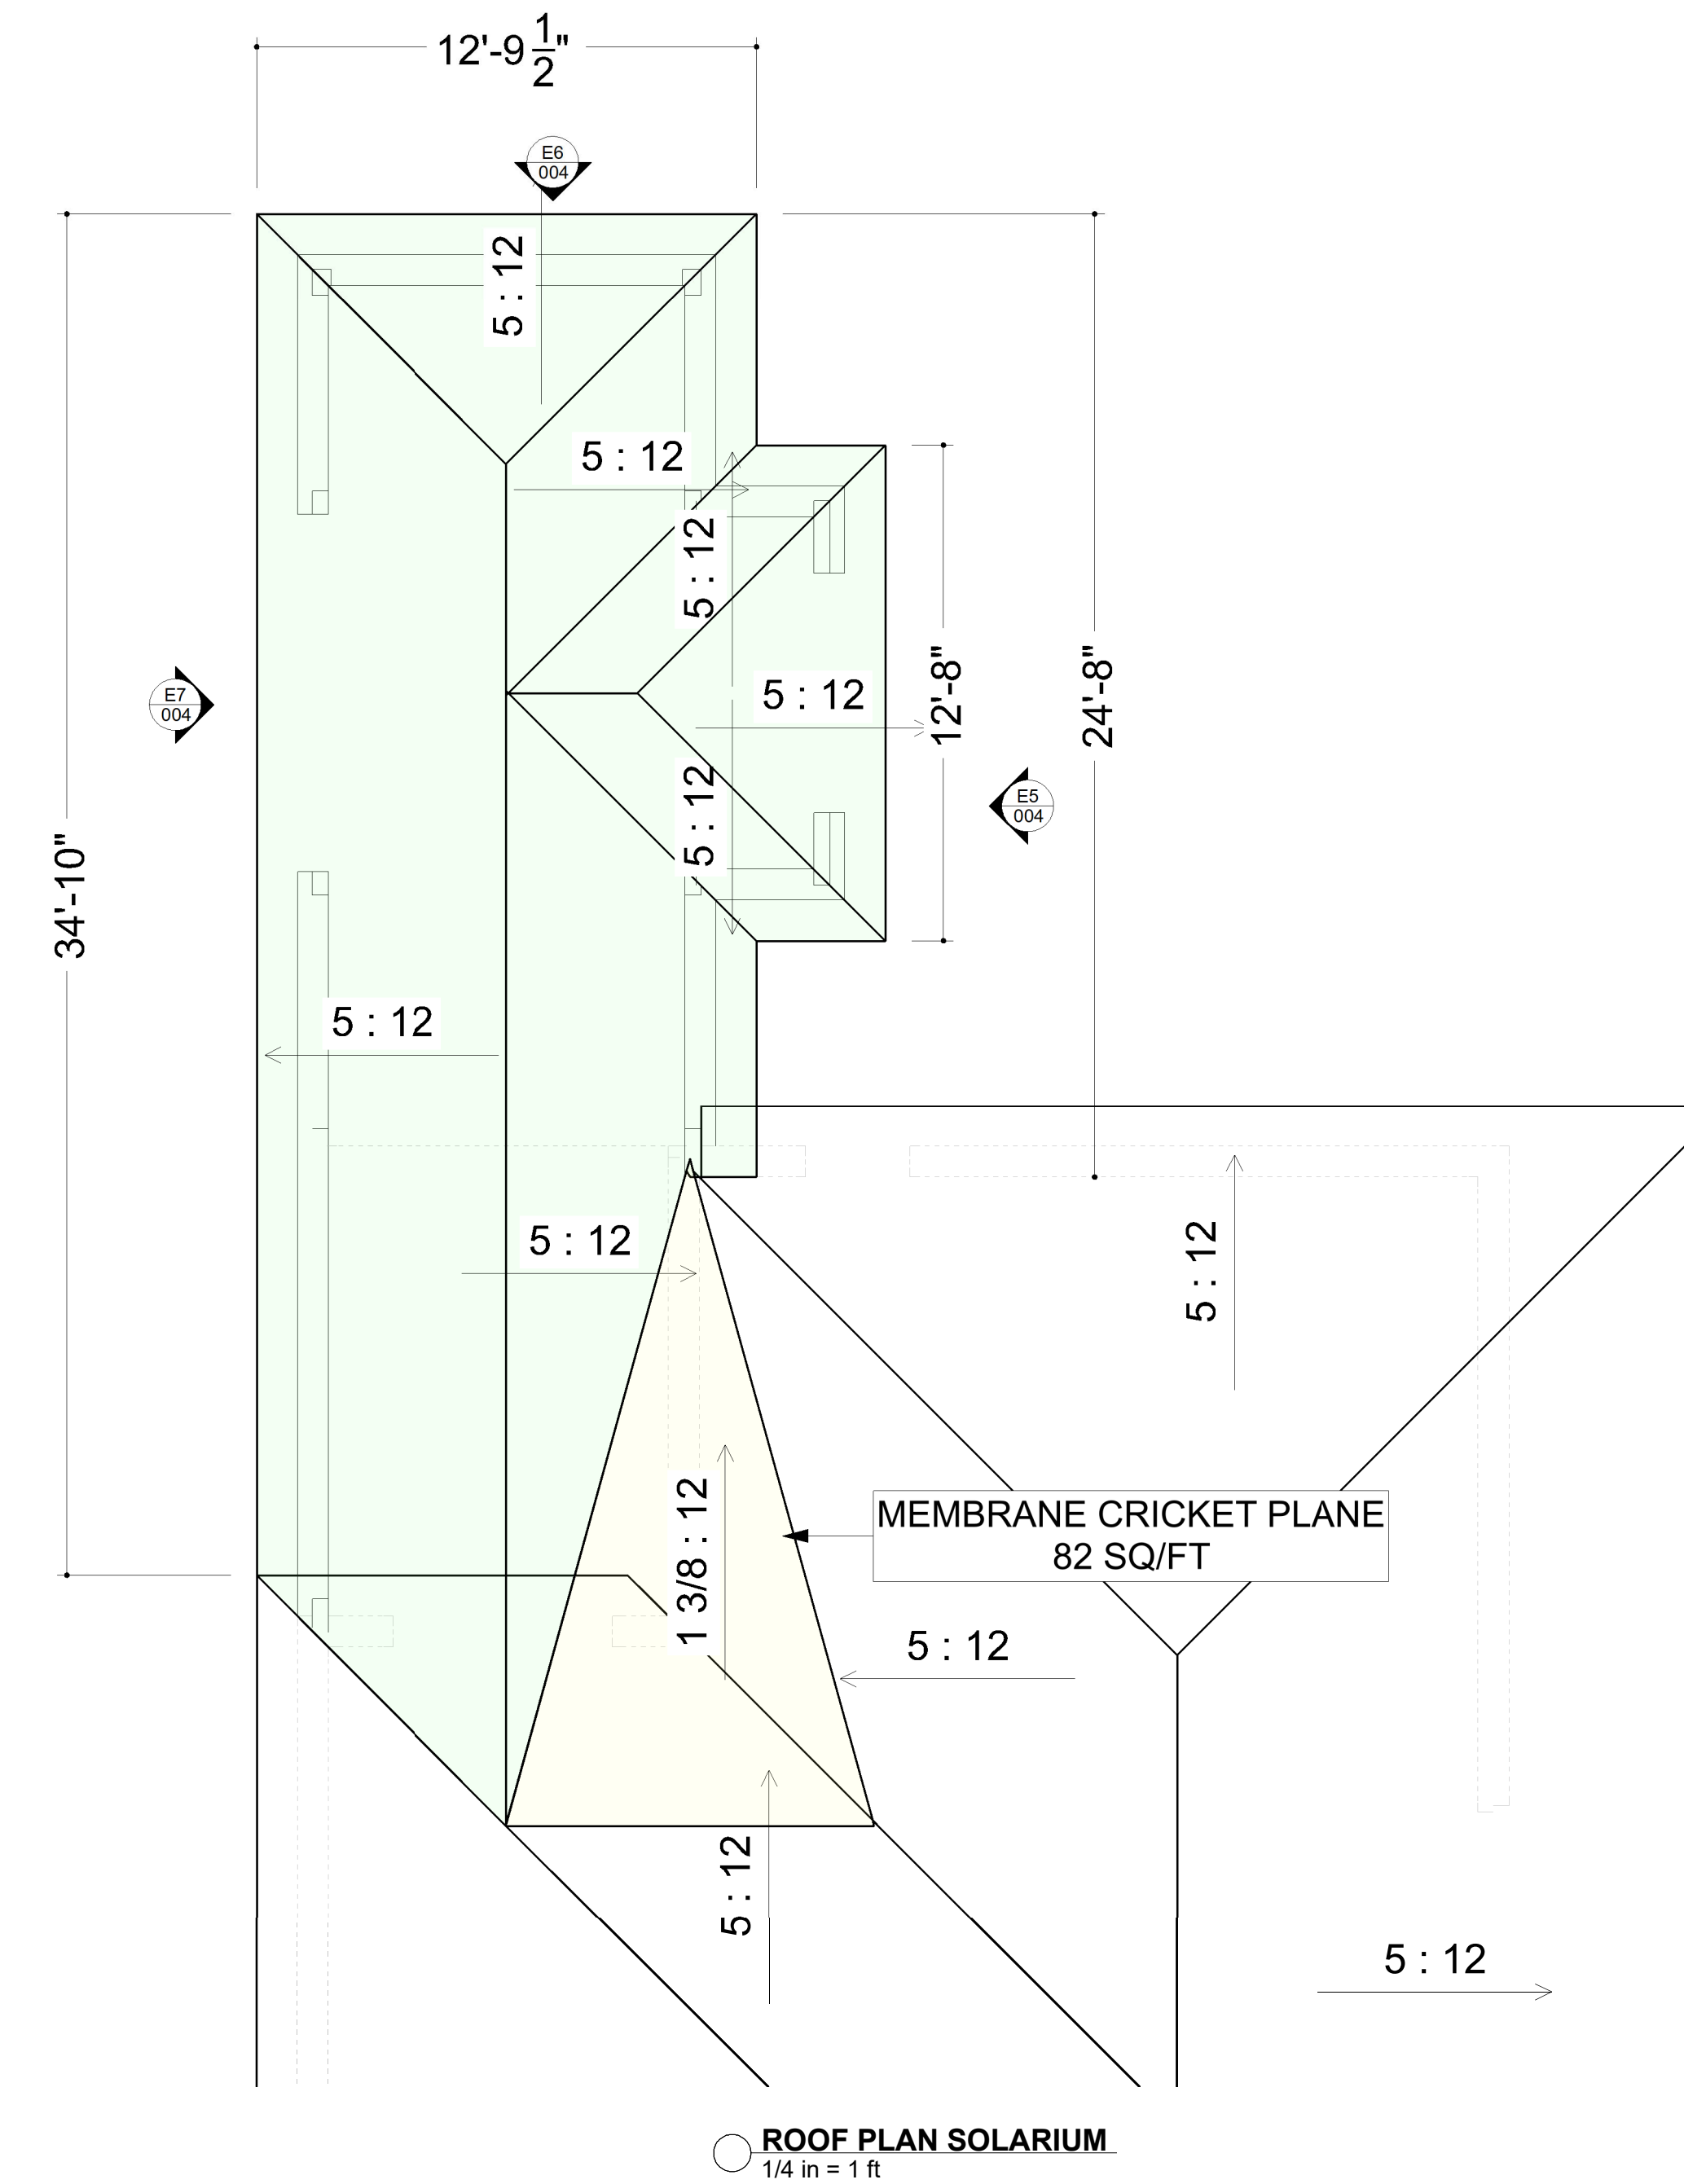 12'-9 1/2"
E6
004
5 : 12
5 : 12
5 : 12
E7
004
5 : 12
12'-8"
24'-8"
5 : 12
E5
004
34'-10"
5 : 12
5 : 12
5 : 12
1 3/8 : 12
MEMBRANE CRICKET PLANE
82 SQ/FT
5 : 12
5 : 12
5 : 12
ROOF PLAN SOLARIUM
1/4 in = 1 ft